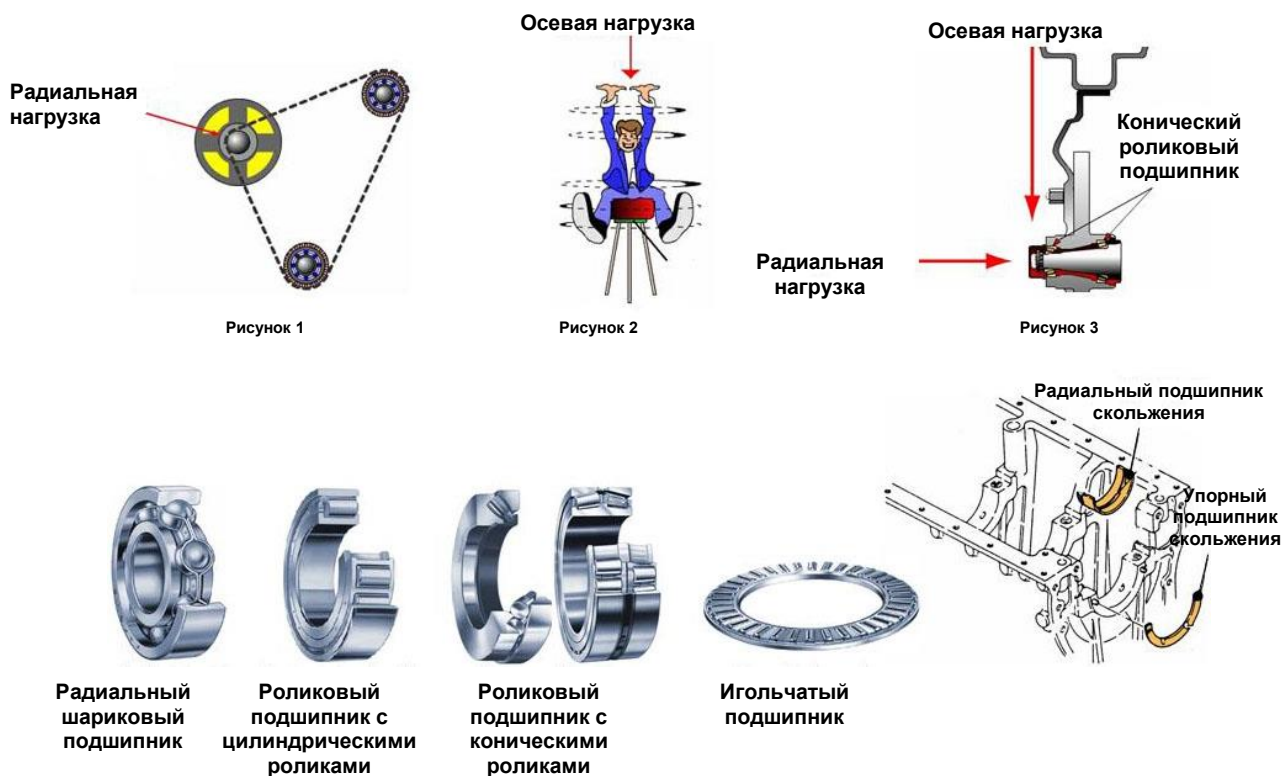 Радиальная
нагрузка
Осевая нагрузка
Осевая нагрузка
Конический
роликовый
подшипник
Радиальная
нагрузка
Рисунок 1
Рисунок 2
Рисунок 3
Радиальный подшипник
скольжения
Упорный
подшипник
скольжения
Радиальный
шариковый
подшипник
Роликовый
подшипник с
цилиндрическими
роликами
Роликовый
подшипник с
коническими
роликами
Игольчатый
подшипник